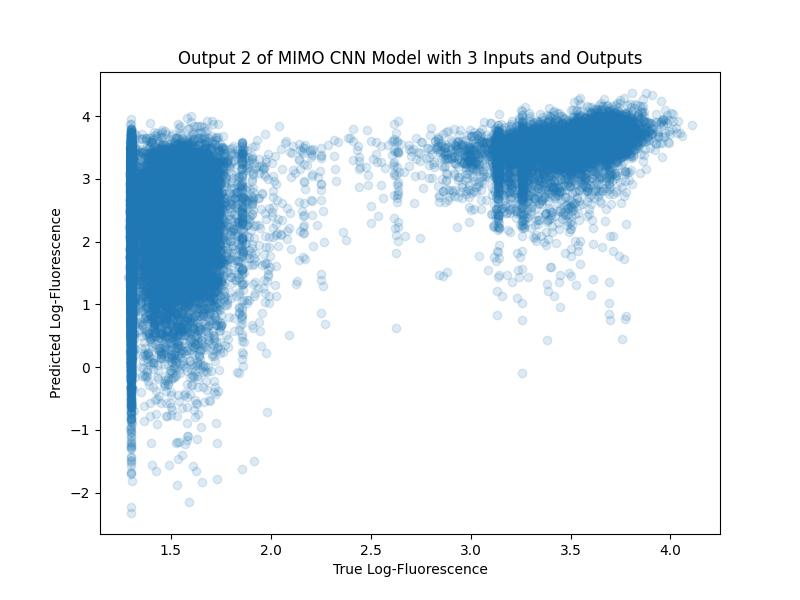 Output 2 of MIMO CNN Model with 3 Inputs and Outputs
Predicted Log-Fluorescence
4
3
2
1
0
−1
−2
1.5 2.0 2.5 3.0 3.5 4.0
True Log-Fluorescence